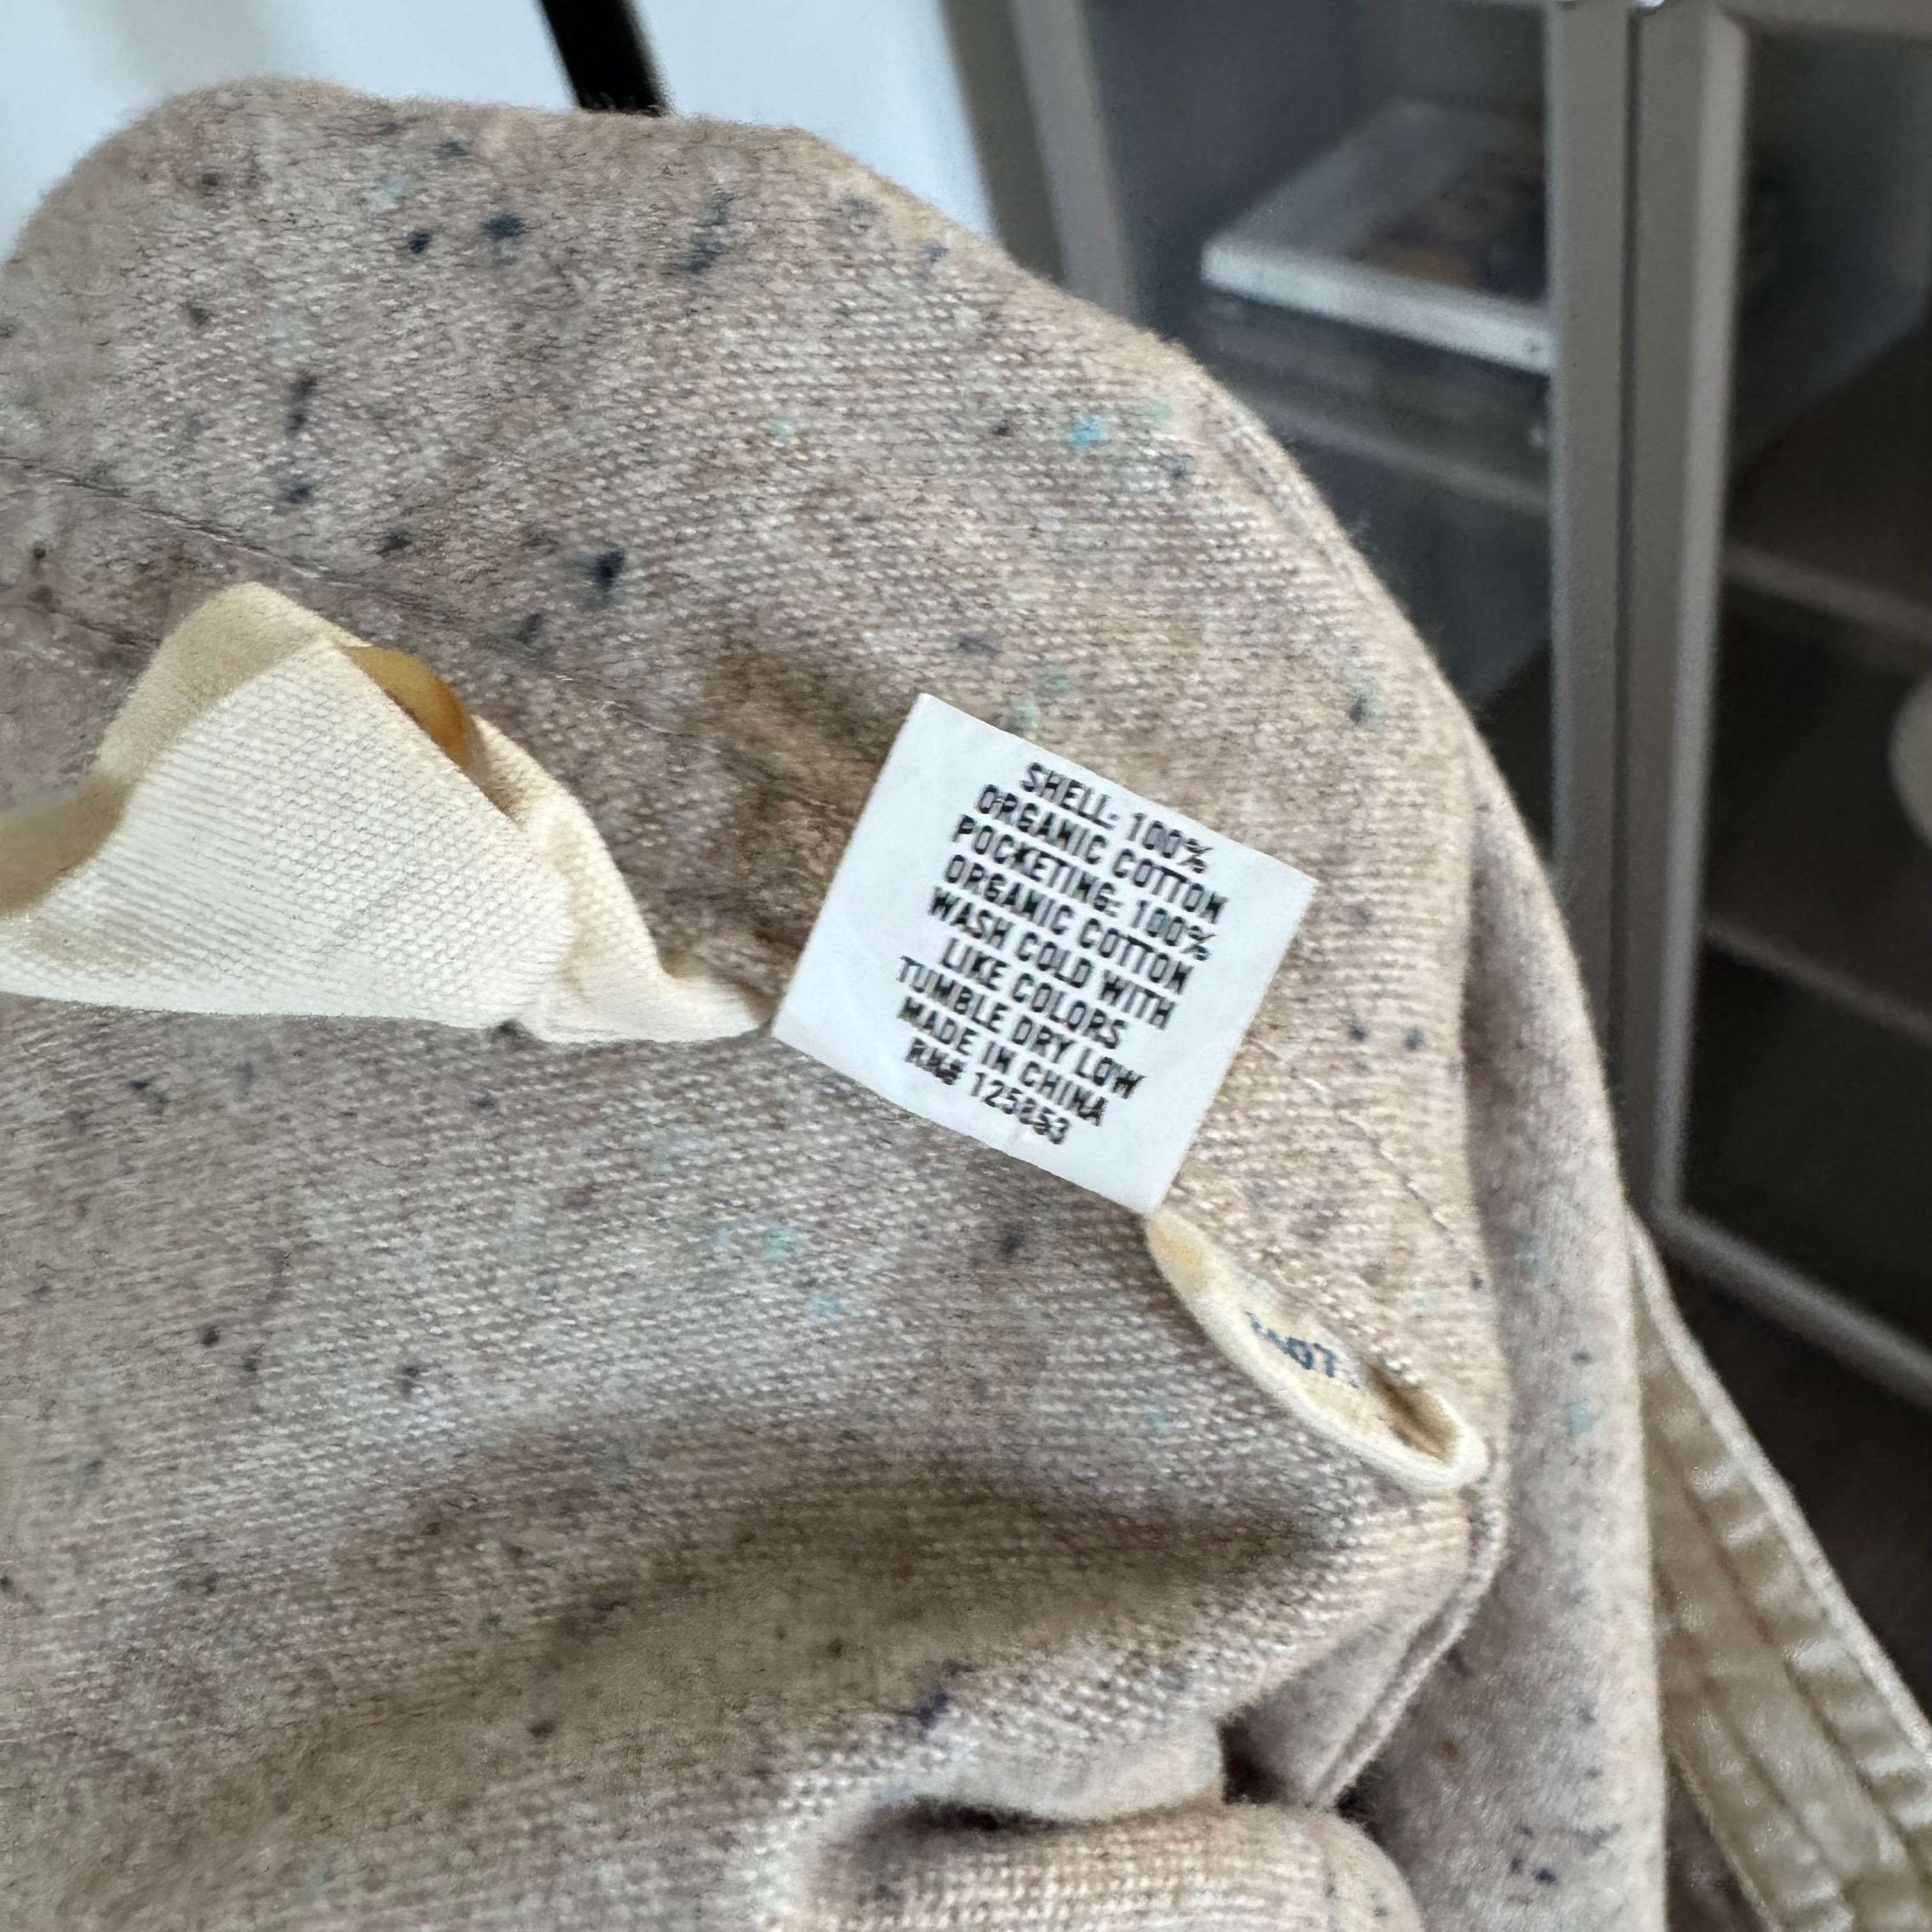 SHELL: 100%
ORGANIC COTTON
POCKETING: 100%
ORGANIC COTTON
WASH COLD WITH
LIKE COLORS
TUMBLE DRY LOW
MADE IN CHINA
RN# 125853